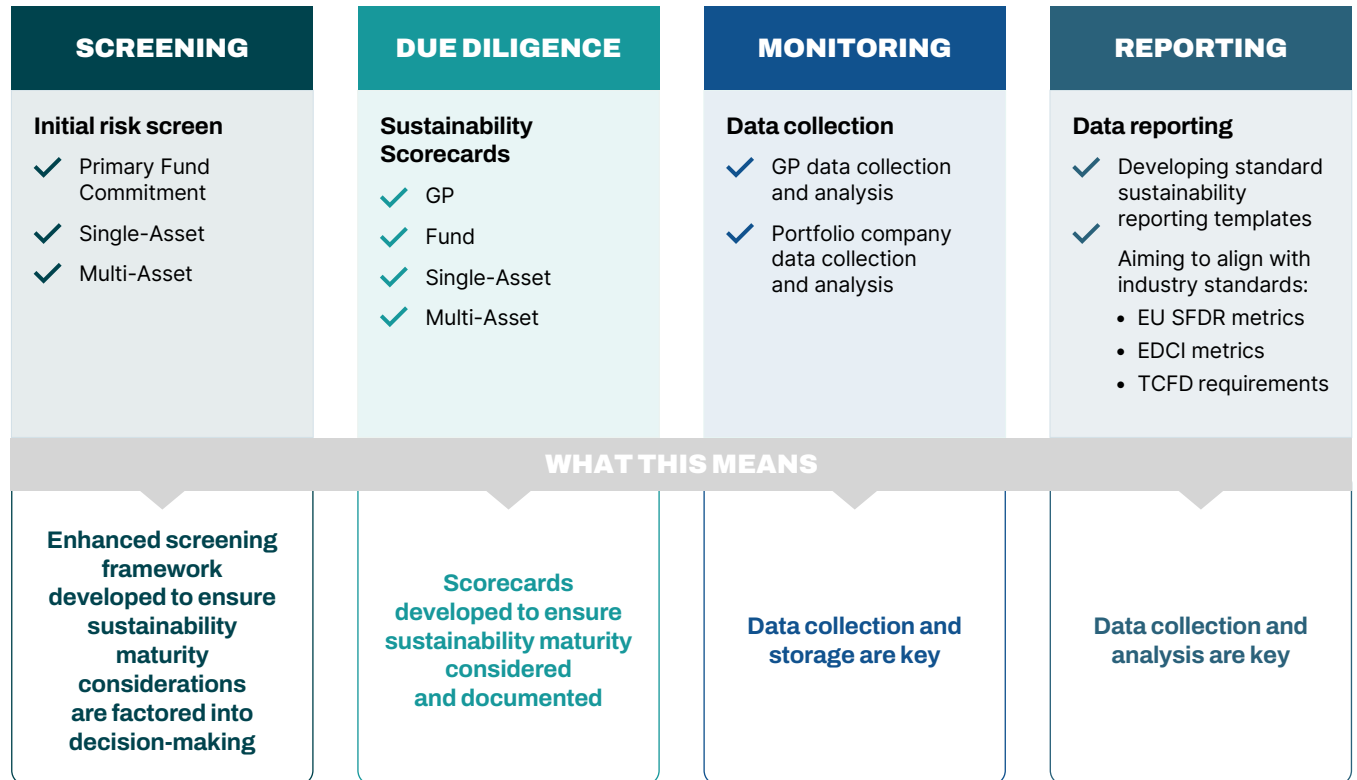 SCREENING
Initial risk screen
Primary Fund
Commitment
Single-Asset
Multi-Asset
DUE DILIGENCE
Sustainability
Scorecards
GP
Fund
Single-Asset
Multi-Asset
MONITORING
Data collection
GP data collection
and analysis
Portfolio company
data collection
and analysis
REPORTING
Data reporting
Developing standard
sustainability
reporting templates
Aiming to align with
industry standards:
• EU SFDR metrics
• EDCI metrics
• TCFD requirements
WHAT THIS MEANS
Enhanced screening
framework
developed to ensure
sustainability
maturity
considerations
are factored into
decision-making
Scorecards
developed to ensure
sustainability maturity
considered
and documented
Data collection and
storage are key
Data collection and
analysis are key